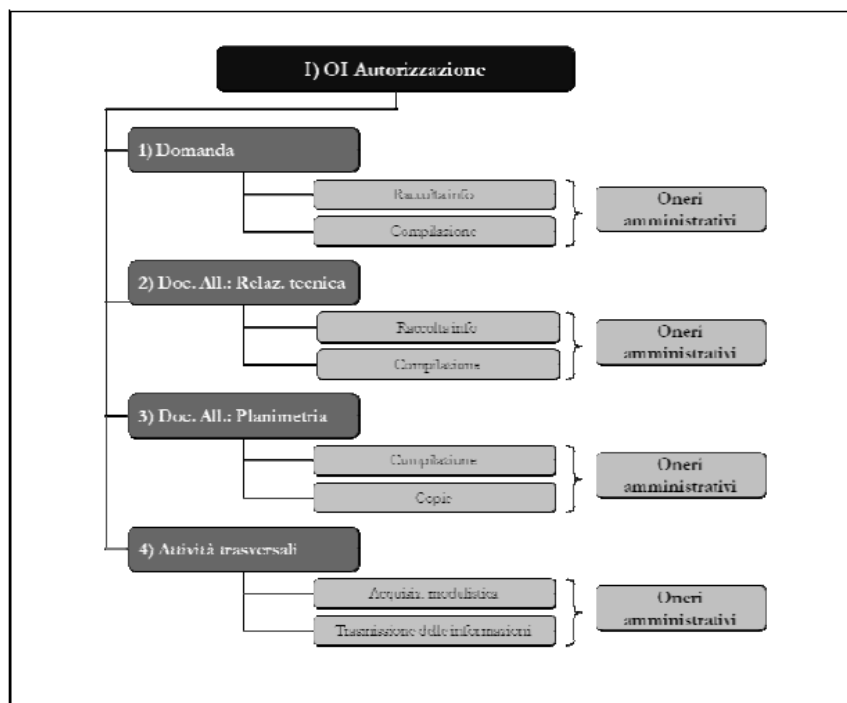 I) OI Autorizzazione
1) Domanda
Raccolta info
Compilazione
Oneri
amministrativi
2) Doc. All.: Relaz. tecnica
Raccolta info
Compilazione
Oneri
amministrativi
3) Doc. All.: Planimetria
Compilazione
Copie
Oneri
amministrativi
4) Attività trasversali
Acquisiz. modulistica
Trasmissione delle informazioni
Oneri
amministrativi